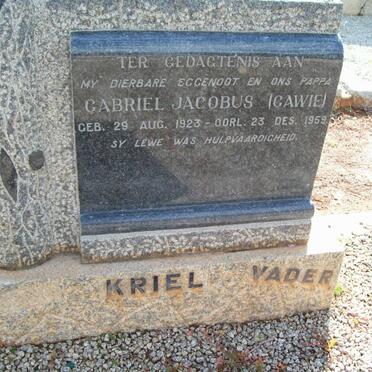 TER GEDAGTENIS AAN
MY DIERBARE EGGENOOT EN ONS PAPPA
GABRIEL JACOBUS (GAWIE)
GEB. 29 AUG. 1923 - OORL. 23 DES. 1959
SY LEWE WAS HULPVAARDIGHEID.
KRIEL VADER